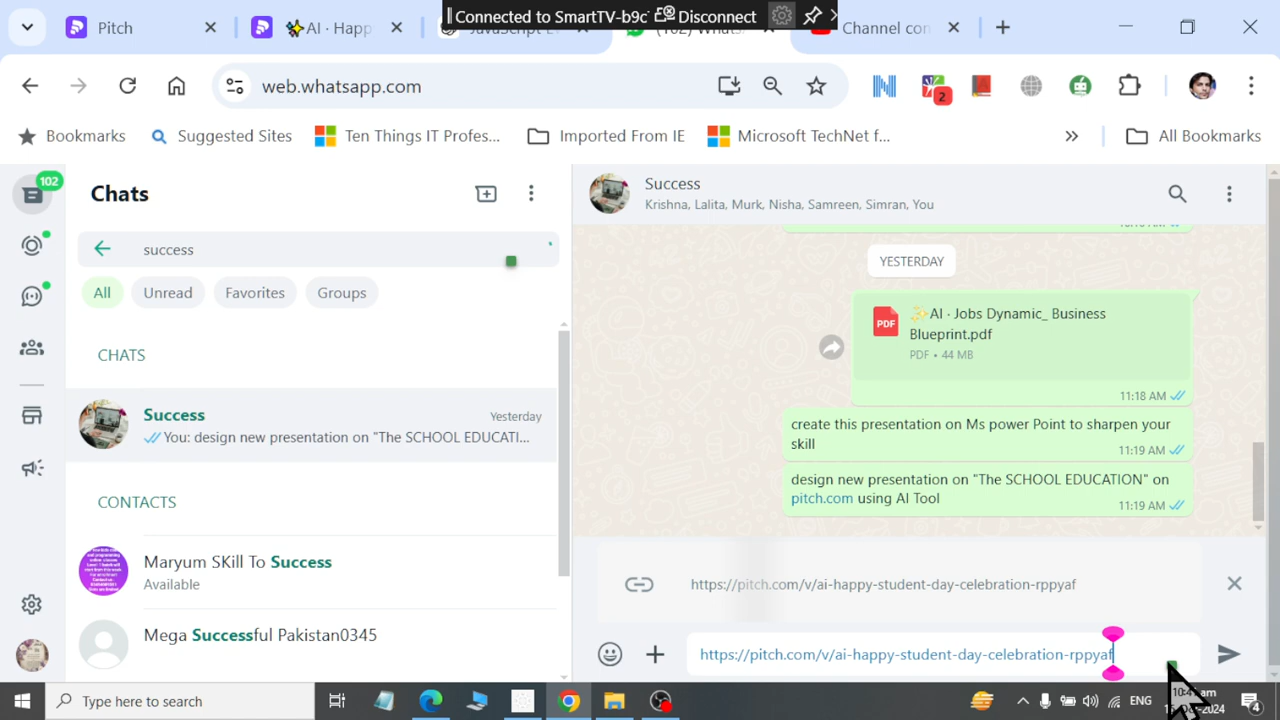 Connected to SmartTV-b9c Disconnect
Pitch
AI · Happ
Channel con
web.whatsapp.com
2
Bookmarks
Suggested Sites
Ten Things IT Profes...
Imported From IE
Microsoft TechNet f...
»
All Bookmarks
102
Chats
success
All
Unread
Favorites
Groups
CHATS
Success
Yesterday
You: design new presentation on "The SCHOOL EDUCATI...
CONTACTS
Maryum SKill To Success
Available
Mega Successful Pakistan0345
Success
Krishna, Lalita, Murk, Nisha, Samreen, Simran, You
YESTERDAY
PDF
AI · Jobs Dynamic_ Business
Blueprint.pdf
PDF • 44 MB
11:18 AM
create this presentation on Ms power Point to sharpen your
skill
11:19 AM
design new presentation on "The SCHOOL EDUCATION" on
pitch.com using AI Tool
11:19 AM
https://pitch.com/v/ai-happy-student-day-celebration-rppyaf
https://pitch.com/v/ai-happy-student-day-celebration-rppyaf
Type here to search
ENG
4